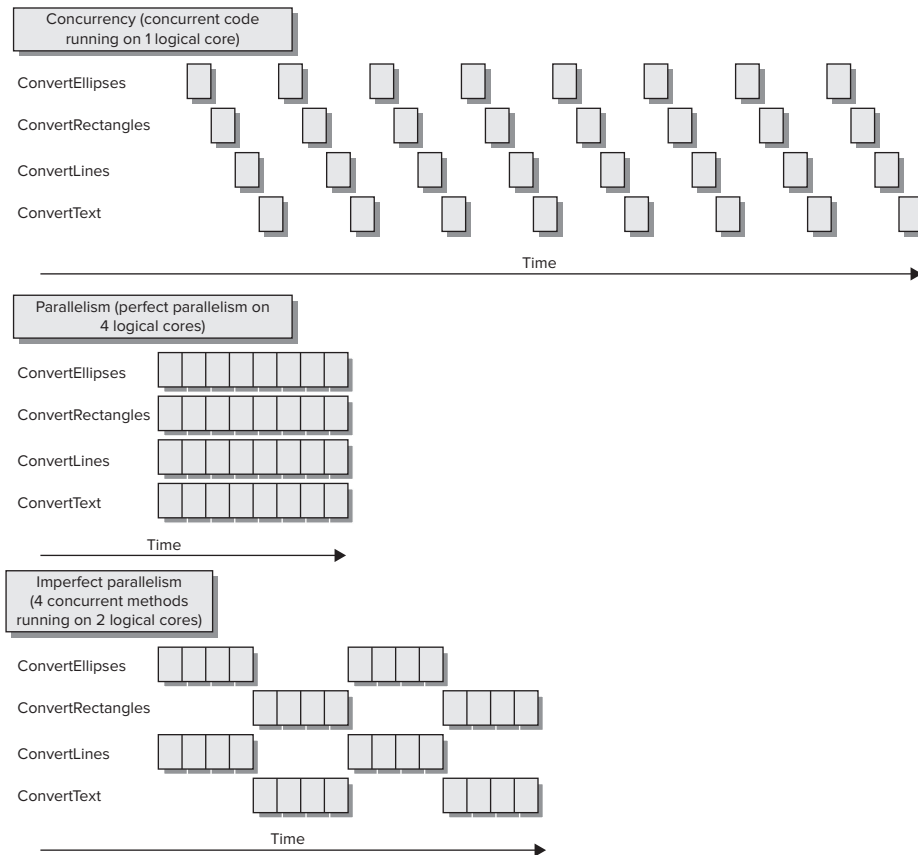 Concurrency (concurrent code
running on 1 logical core)
ConvertEllipses
ConvertRectangles
ConvertLines
ConvertText
Time
Parallelism (perfect parallelism on
4 logical cores)
ConvertEllipses
ConvertRectangles
ConvertLines
ConvertText
Time
Imperfect parallelism
(4 concurrent methods
running on 2 logical cores)
ConvertEllipses
ConvertRectangles
ConvertLines
ConvertText
Time